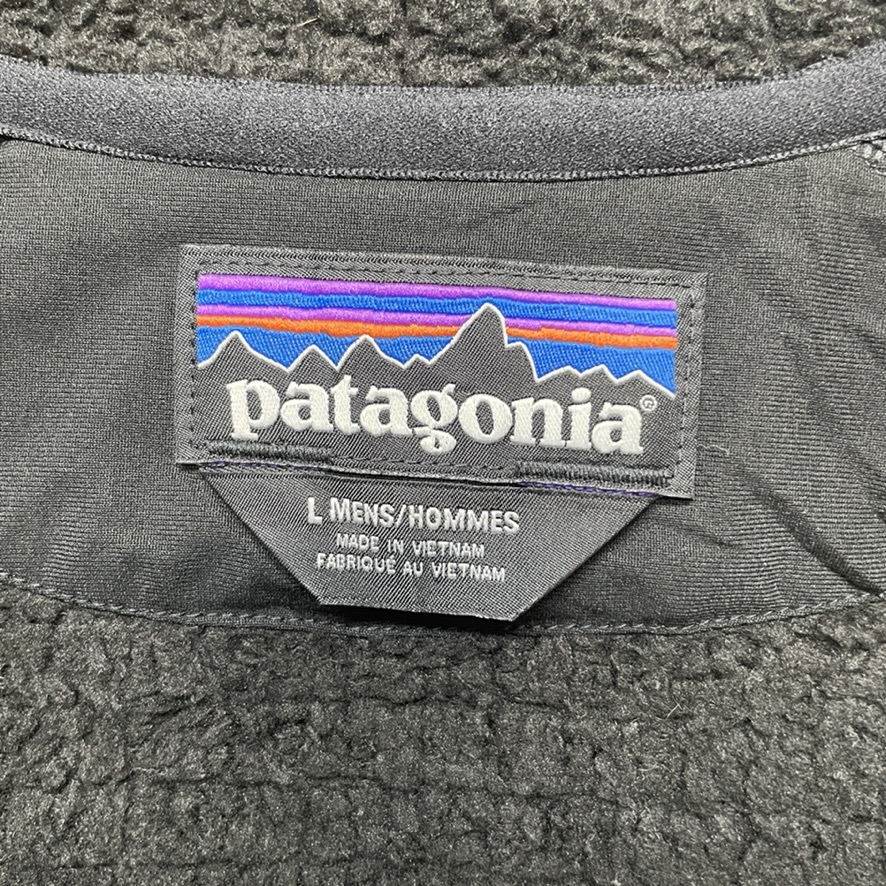 patagonia®
L MENS/HOMMES
MADE IN VIETNAM
FABRIQUÉ AU VIETNAM